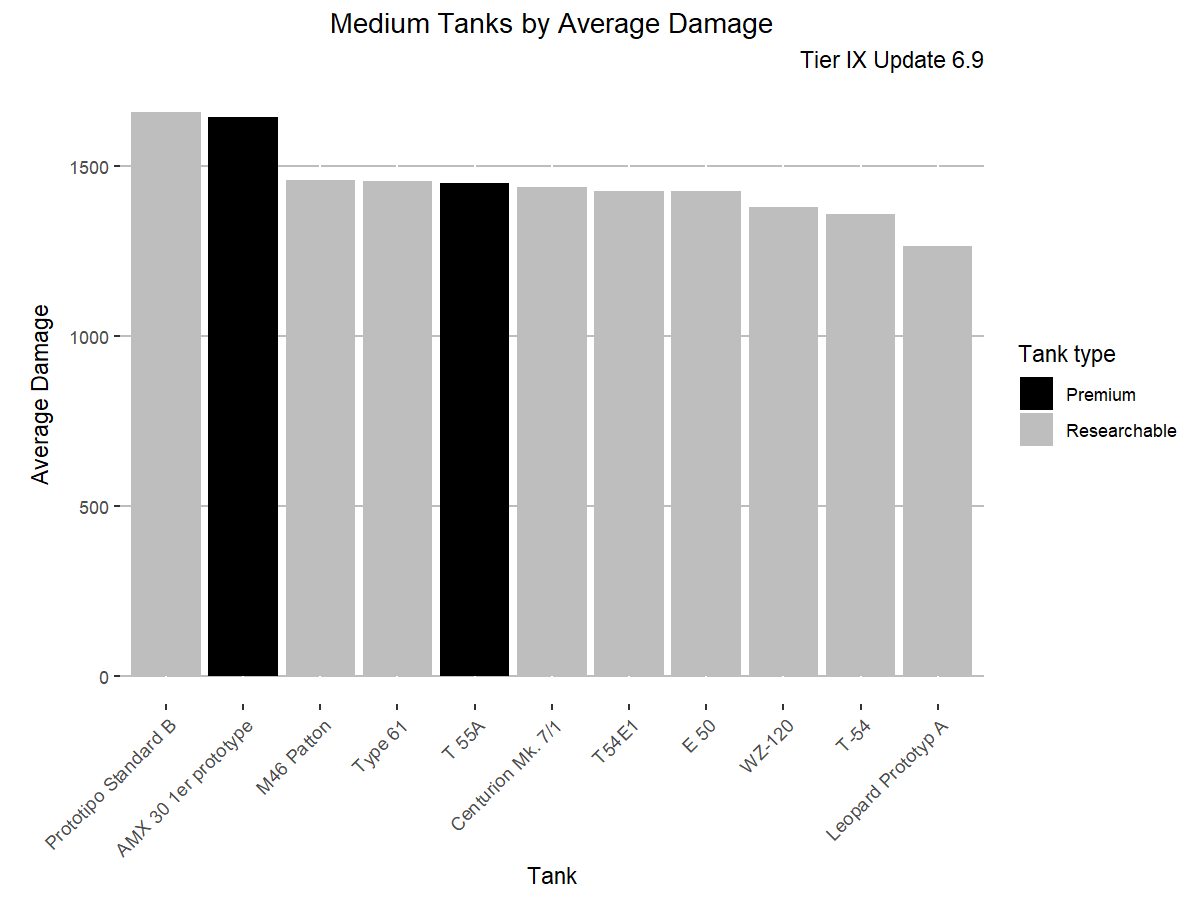 Medium Tanks by Average Damage
Tier IX Update 6.9
Average Damage
1500
1000
500
0
Prototipo Standard B
AMX 30 1er prototype
M46 Patton
Type 61
T 55A
Centurion Mk. 7/1
T54E1
E 50
WZ-120
T-54
Leopard Prototyp A
Tank
Tank type
Premium
Researchable